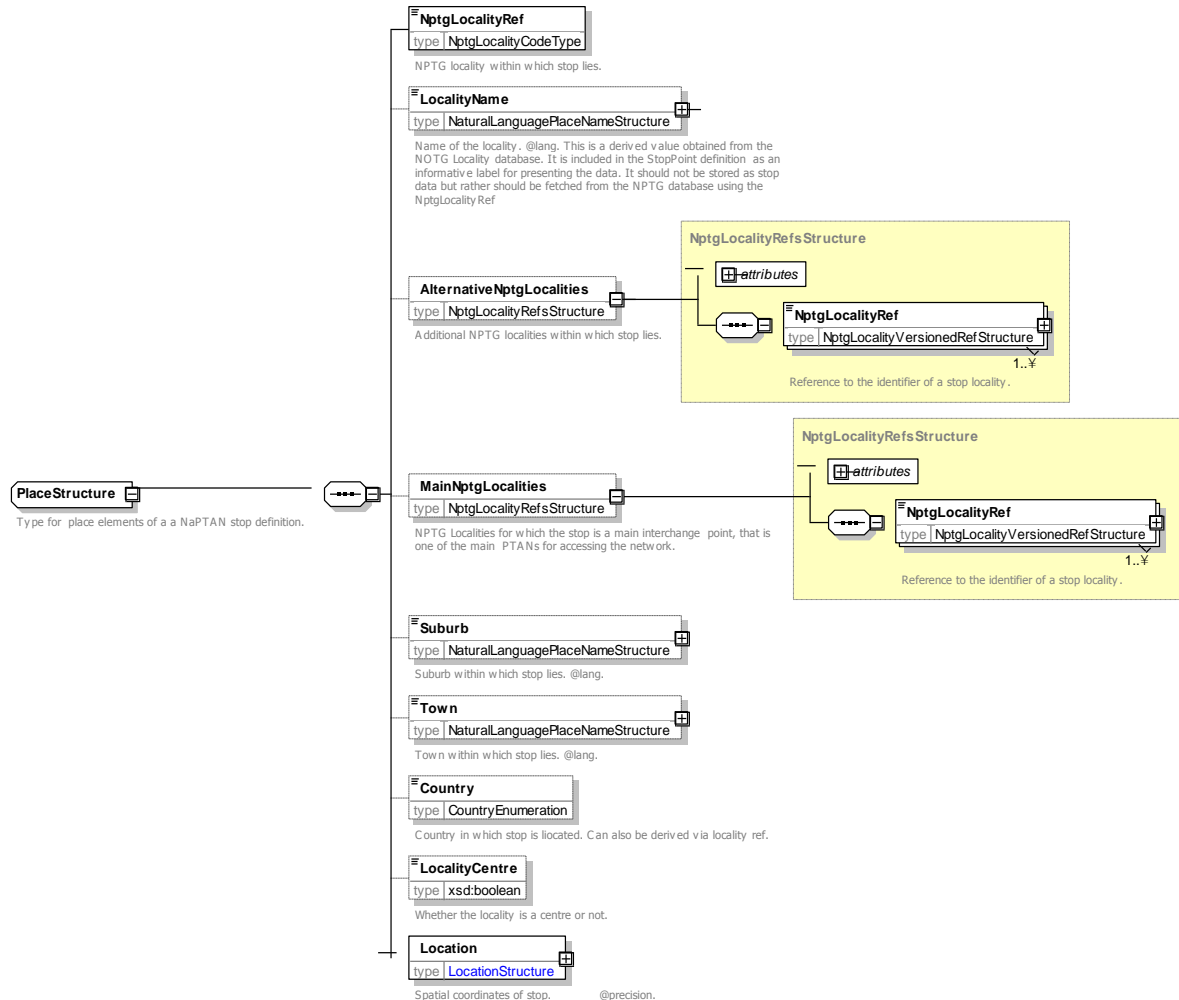 NptgLocalityRef
type NptgLocalityCodeType
NPTG locality within which stop lies.
LocalityName
type NaturalLanguagePlaceNameStructure
Name of the locality. @lang. This is a derived value obtained from the
NOTG Locality database. It is included in the StopPoint definition as an
informative label for presenting the data. It should not be stored as stop
data but rather should be fetched from the NPTG database using the
NptgLocalityRef
NptgLocalityRefsStructure
attributes
AlternativeNptgLocalities
type NptgLocalityRefsStructure
Additional NPTG localities within which stop lies.
NptgLocalityRef
type NptgLocalityVersionedRefStructure
1..¥
Reference to the identifier of a stop locality.
NptgLocalityRefsStructure
attributes
PlaceStructure
Type for place elements of a a NaPTAN stop definition.
MainNptgLocalities
type NptgLocalityRefsStructure
NPTG Localities for which the stop is a main interchange point, that is
one of the main PTANs for accessing the network.
NptgLocalityRef
type NptgLocalityVersionedRefStructure
1..¥
Reference to the identifier of a stop locality.
Suburb
type NaturalLanguagePlaceNameStructure
Suburb within which stop lies. @lang.
Town
type NaturalLanguagePlaceNameStructure
Town within which stop lies. @lang.
Country
type CountryEnumeration
Country in which stop is liocated. Can also be derived via locality ref.
LocalityCentre
type xsd:boolean
Whether the locality is a centre or not.
Location
type LocationStructure
Spatial coordinates of stop. @precision.